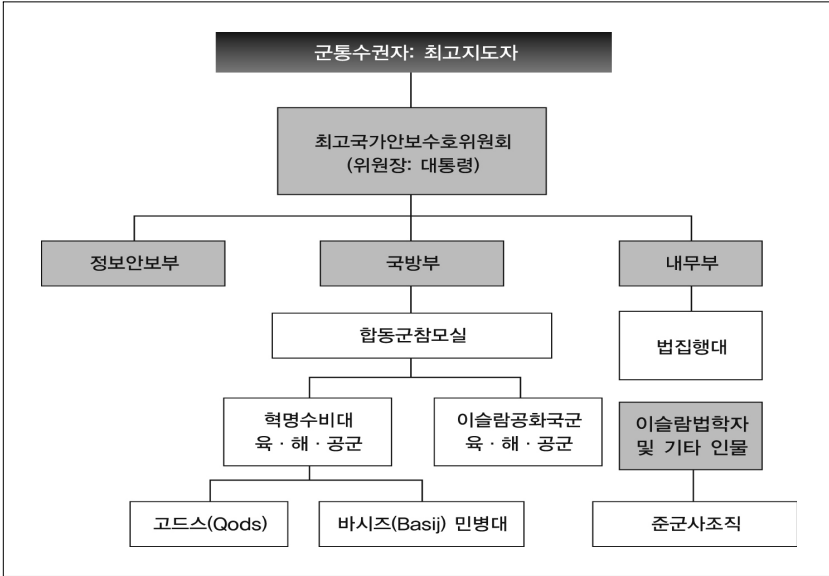 군통수권자: 최고지도자
최고국가안보수호위원회
(위원장: 대통령)
정보안보부
국방부
내무부
합동군참모실
법집행대
혁명수비대
육·해·공군
이슬람공화국군
육·해·공군
이슬람법학자
및 기타 인물
고드스(Qods)
바시즈(Basij) 민병대
준군사조직